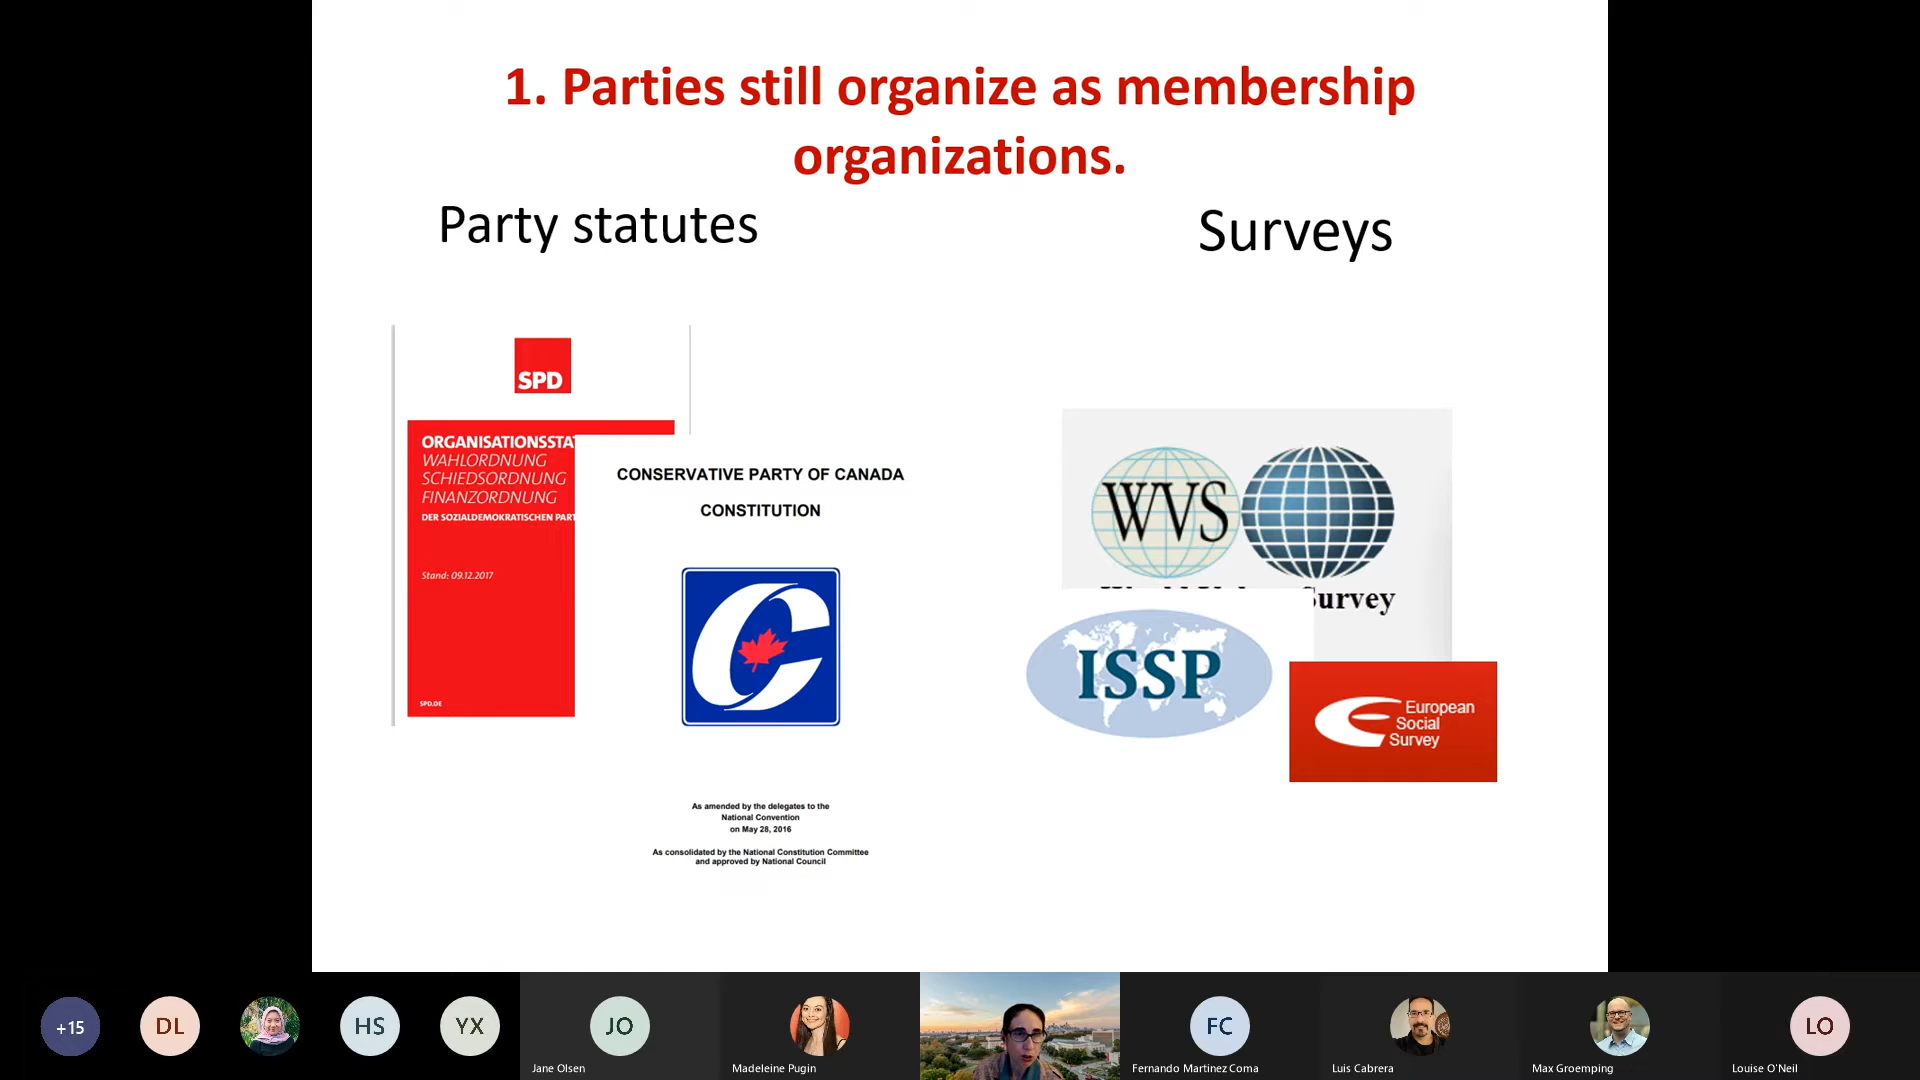 1. Parties still organize as membership
organizations.
Party statutes
Surveys
SPD
ORGANISATIONSSTA
WAHLORDNUNG
SCHIEDSORDNUNG
FINANZORDNUNG
DER SOZIALDEMOKRATISCHEN PART
Stand: 09.12.2017
SPD.DE
CONSERVATIVE PARTY OF CANADA
CONSTITUTION
As amended by the delegates to the
National Convention
on May 28, 2016
As consolidated by the National Constitution Committee
and approved by National Council
WVS
Survey
ISSP
European
Social
Survey
+15
DL
HS
YX
JO
FC
LO
Jane Olsen
Madeleine Pugin
Fernando Martinez Coma
Luis Cabrera
Max Groemping
Louise O'Neil